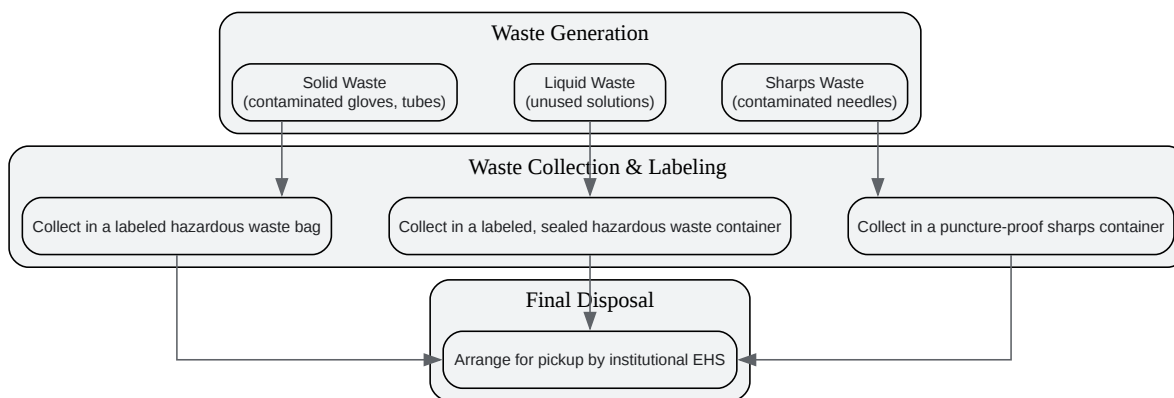 Waste Generation
Solid Waste
(contaminated gloves, tubes)
Liquid Waste
(unused solutions)
Sharps Waste
(contaminated needles)
Waste Collection & Labeling
Collect in a labeled hazardous waste bag
Collect in a labeled, sealed hazardous waste container
Collect in a puncture-proof sharps container
Final Disposal
Arrange for pickup by institutional EHS